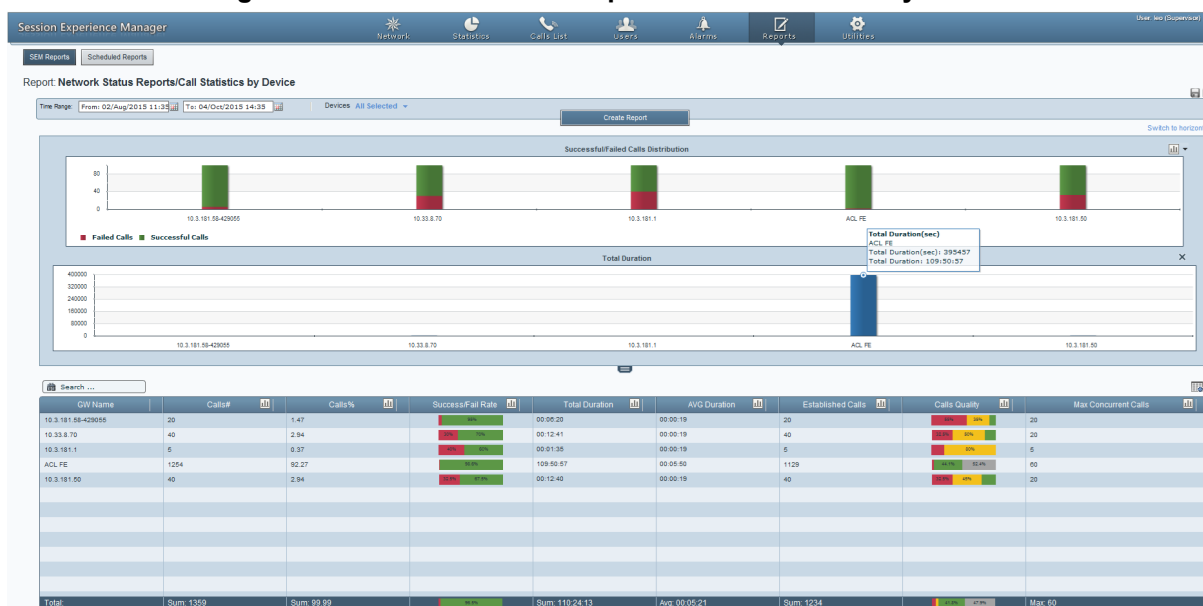 Session Experience Manager
Network
Statistics
Calls List
Users
Alarms
Reports
Utilities
User: leo (Supervisor)
SEM Reports
Scheduled Reports
Report: Network Status Reports/Call Statistics by Device
Time Range: From: 02/Aug/2015 11:35 To: 04/Oct/2015 14:35 Devices All Selected
Create Report
Switch to horizon
Successful/Failed Calls Distribution
80
40
0
10.3.181.58-429055 10.33.8.70 10.3.181.1 ACL FE 10.3.181.50
Failed Calls Successful Calls
Total Duration(sec)
ACL FE
Total Duration(sec): 395457
Total Duration: 109:50:57
Total Duration
400000
320000
240000
160000
80000
0
10.3.181.58-429055 10.33.8.70 10.3.181.1 ACL FE 10.3.181.50
Search ...
GW Name Calls# Calls% Success/Fail Rate Total Duration AVG Duration Established Calls Calls Quality Max Concurrent Calls
10.3.181.58-429055 20 1.47 00:06:20 00:00:19 20 20
10.33.8.70 40 2.94 00:12:41 00:00:19 40 20
10.3.181.1 5 0.37 00:01:35 00:00:19 5 5
ACL FE 1254 92.27 109:50:57 00:05:50 1129 60
10.3.181.50 40 2.94 00:12:40 00:00:19 40 20
Total: Sum: 1359 Sum: 99.99 Sum: 110:24:13 Avg: 00:05:21 Sum: 1234 Max: 60